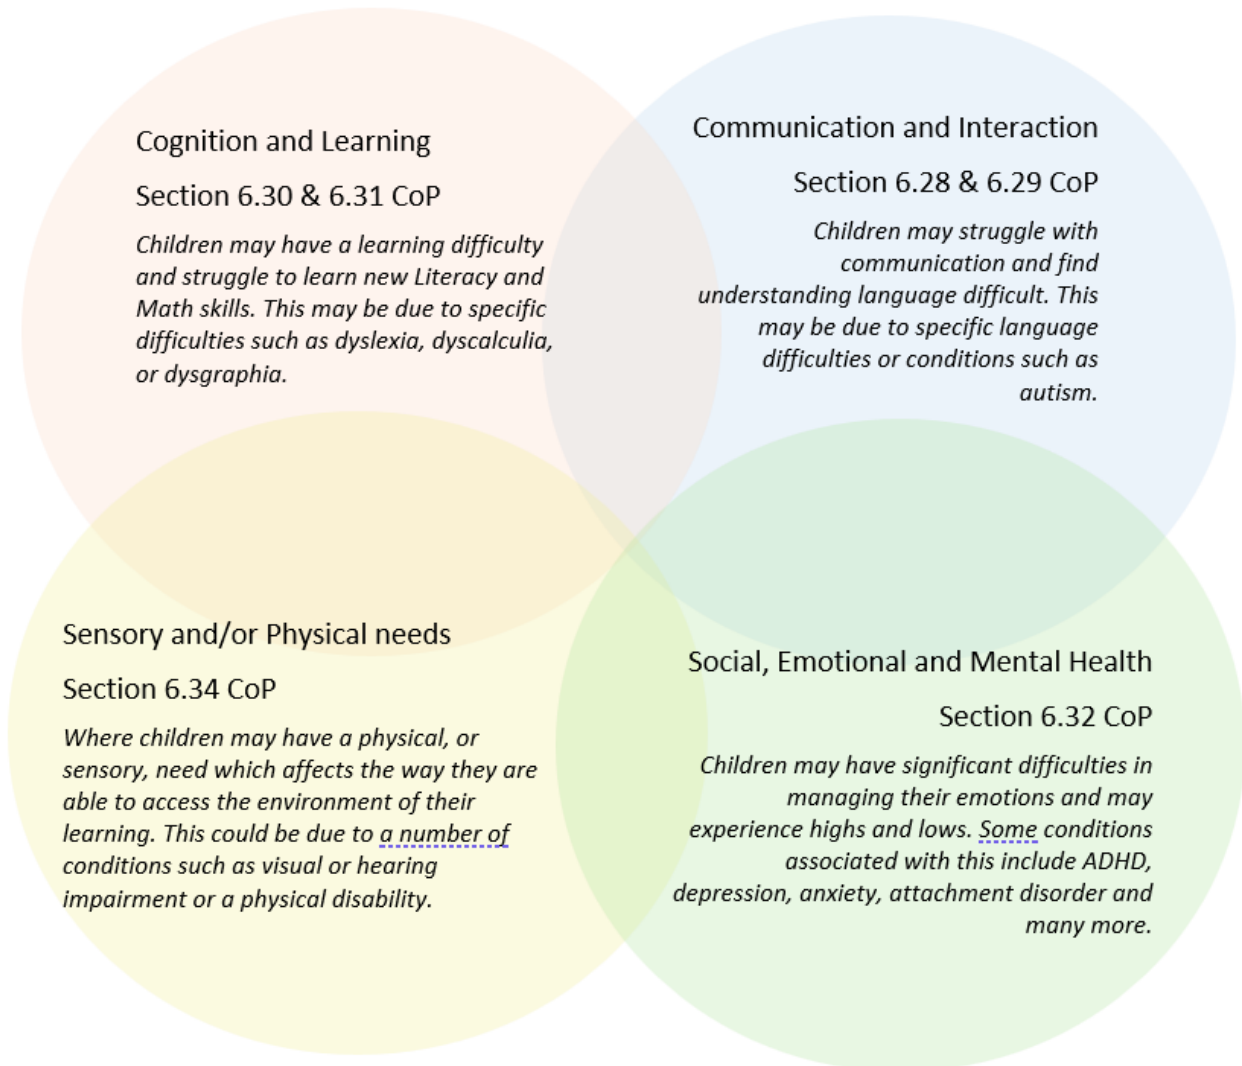 Cognition and Learning
Section 6.30 & 6.31 CoP
Children may have a learning difficulty
and struggle to learn new Literacy and
Math skills. This may be due to specific
difficulties such as dyslexia, dyscalculia,
or dysgraphia.
Communication and Interaction
Section 6.28 & 6.29 CoP
Children may struggle with
communication and find
understanding language difficult. This
may be due to specific language
difficulties or conditions such as
autism.
Sensory and/or Physical needs
Section 6.34 CoP
Where children may have a physical, or
sensory, need which affects the way they are
able to access the environment of their
learning. This could be due to a number of
conditions such as visual or hearing
impairment or a physical disability.
Social, Emotional and Mental Health
Section 6.32 CoP
Children may have significant difficulties in
managing their emotions and may
experience highs and lows. Some conditions
associated with this include ADHD,
depression, anxiety, attachment disorder and
many more.